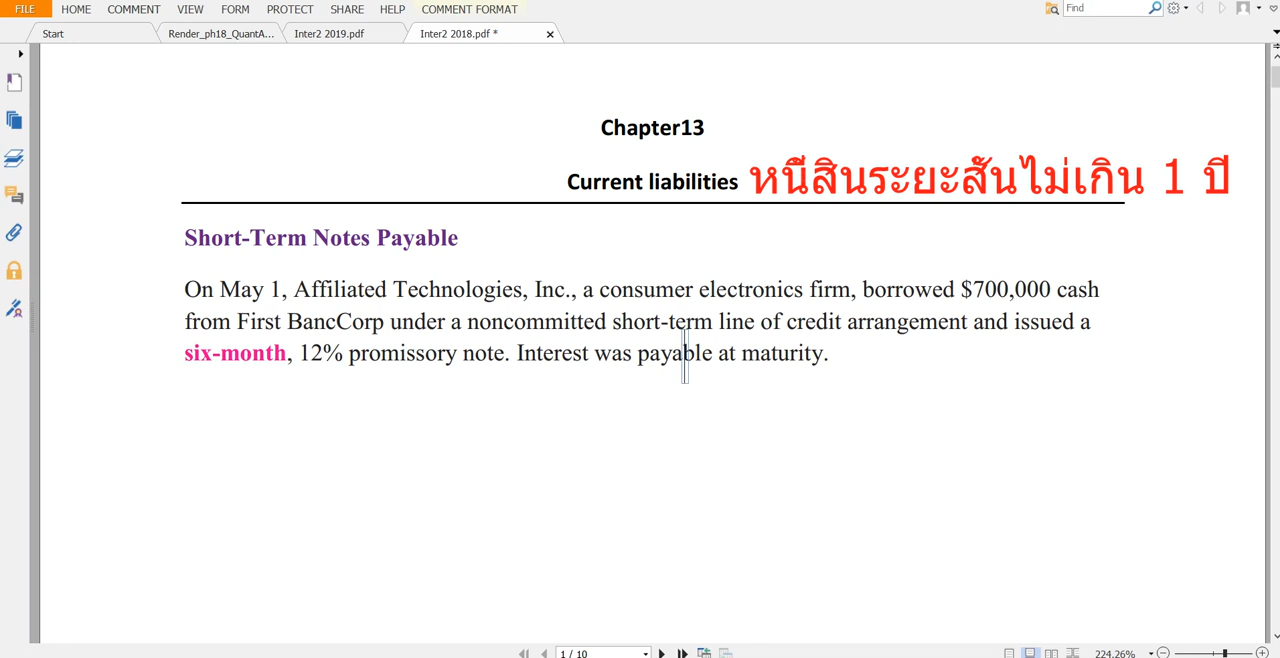 FILE HOME COMMENT VIEW FORM PROTECT SHARE HELP COMMENT FORMAT Find
Start Render_ph18_QuantA... Inter2 2019.pdf Inter2 2018.pdf *
Chapter13
Current liabilities หนี้สินระยะสั้นไม่เกิน 1 ปี
Short-Term Notes Payable
On May 1, Affiliated Technologies, Inc., a consumer electronics firm, borrowed $700,000 cash
from First BancCorp under a noncommitted short-term line of credit arrangement and issued a
six-month, 12% promissory note. Interest was payable at maturity.
1 / 10 224.26%